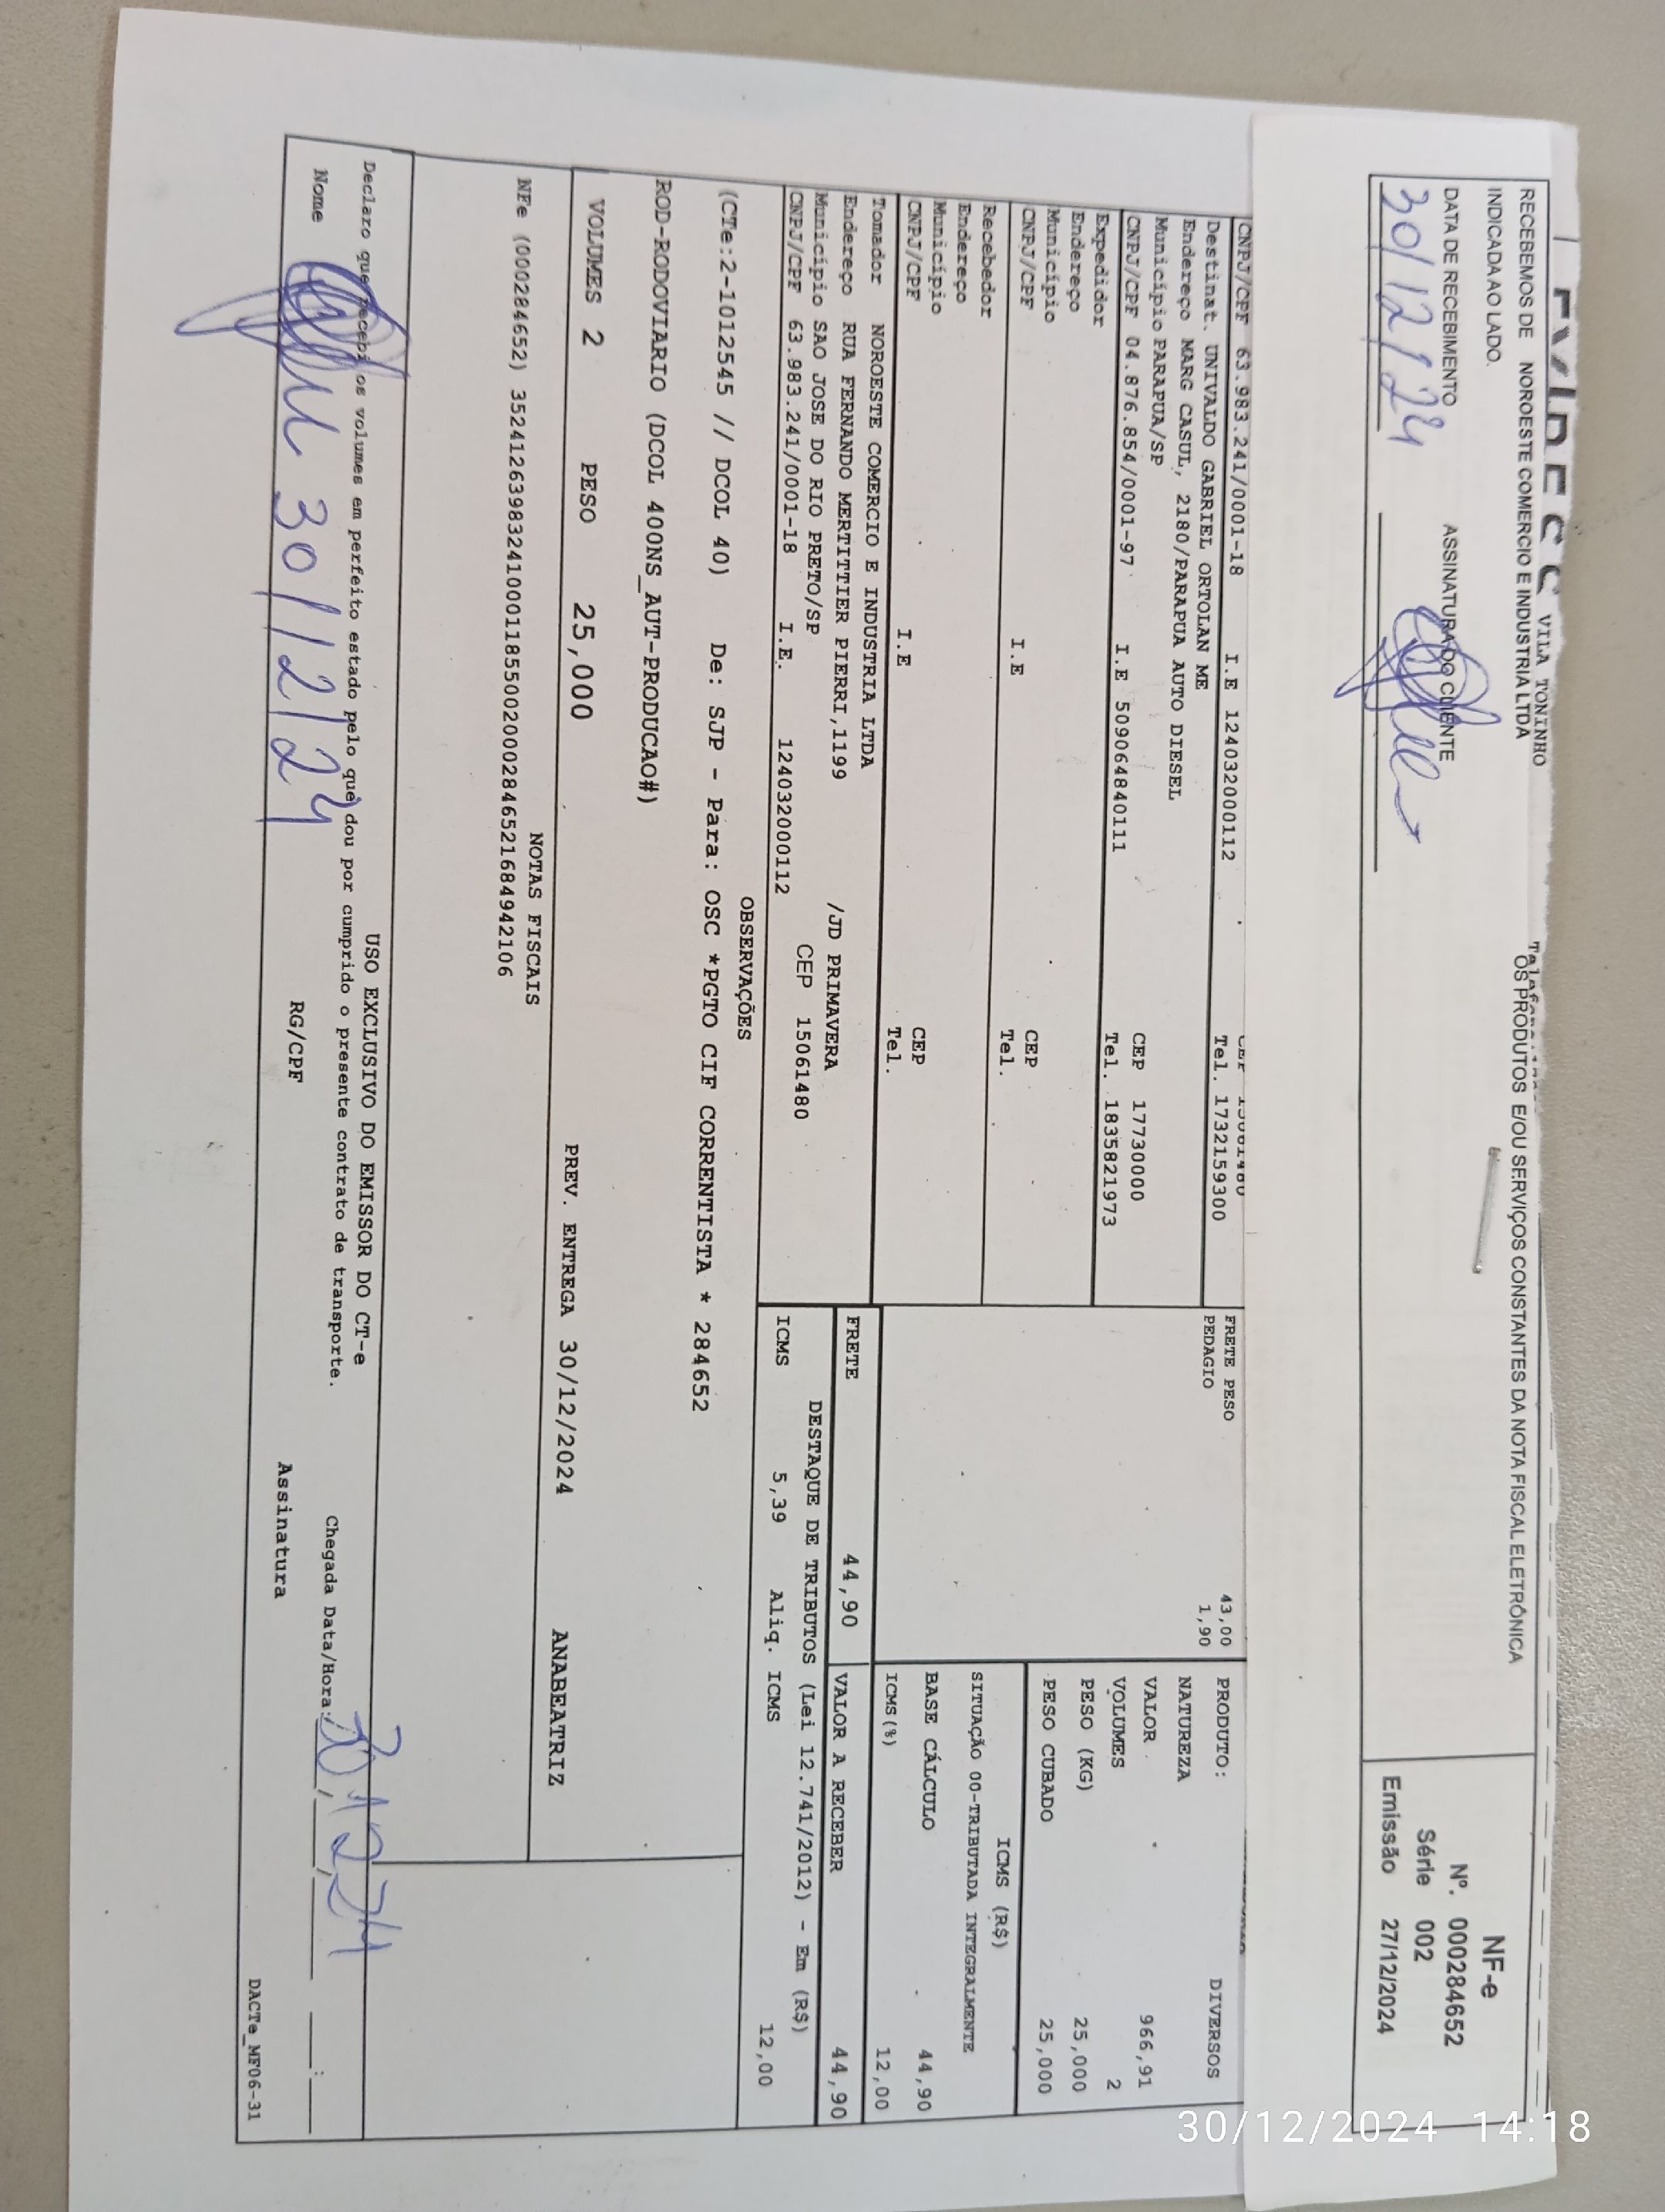 VILA TONINHO
RECEBEMOS DE NOROESTE COMERCIO E INDUSTRIA LTDA OS PRODUTOS E/OU SERVIÇOS CONSTANTES DA NOTA FISCAL ELETRÔNICA
INDICADA AO LADO.
DATA DE RECEBIMENTO ASSINATURA DO CLIENTE
30/12/24
NF-e
Nº. 000284652
Série 002
Emissão 27/12/2024
CNPJ/CPF 63.983.241/0001-18 I.E 124032000112 Tel. 1732159300
Destinat. UNIVALDO GABRIEL ORTOLAN ME
Endereço MARG CASUL, 2180/PARAPUA AUTO DIESEL
Município PARAPUA/SP CEP 17730000
CNPJ/CPF 04.876.854/0001-97 I.E 509064840111 Tel. 1835821973
Expedidor
Endereço
Município CEP
CNPJ/CPF I.E Tel.
Recebedor
Endereço
Município CEP
CNPJ/CPF I.E Tel.
Tomador NOROESTE COMERCIO E INDUSTRIA LTDA
Endereço RUA FERNANDO MERTITTIER PIERRI,1199 /JD PRIMAVERA
Município SAO JOSE DO RIO PRETO/SP CEP 15061480
CNPJ/CPF 63.983.241/0001-18 I.E. 124032000112
FRETE PESO 43,00
PEDAGIO 1,90
PRODUTO: DIVERSOS
NATUREZA
VALOR 966,91
VOLUMES 2
PESO (KG) 25,000
PESO CUBADO 25,000
ICMS (R$)
SITUAÇÃO 00-TRIBUTADA INTEGRALMENTE
BASE CÁLCULO 44,90
ICMS(%) 12,00
FRETE 44,90 VALOR A RECEBER 44,90
DESTAQUE DE TRIBUTOS (Lei 12.741/2012) - Em (R$)
ICMS 5,39 Aliq. ICMS 12,00
OBSERVAÇÕES
(CTe:2-1012545 // DCOL 40) De: SJP - Para: OSC *PGTO CIF CORRENTISTA * 284652
ROD-RODOVIARIO (DCOL 400NS_AUT-PRODUCAO#)
VOLUMES 2 PESO 25,000 PREV. ENTREGA 30/12/2024 ANABEATRIZ
NOTAS FISCAIS
NFe (000284652) 35241263983241000118550020002846521684942106
USO EXCLUSIVO DO EMISSOR DO CT-e
Declaro que recebi os volumes em perfeito estado pelo que dou por cumprido o presente contrato de transporte. Chegada Data/Hora: 30/12/24 :
Nome 30/12/24 RG/CPF Assinatura
DACTe_MF06-31
30/12/2024 14:18